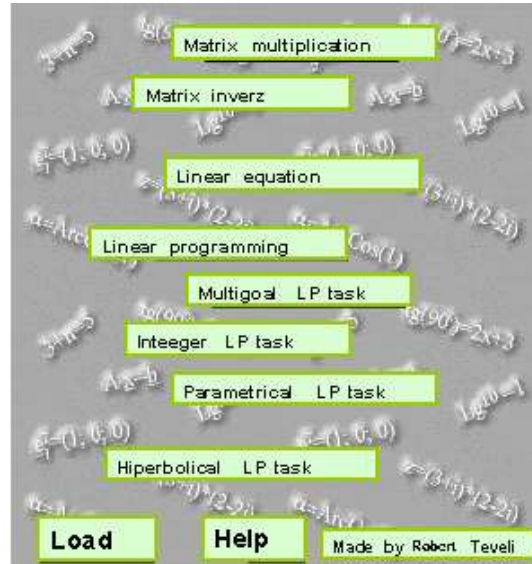 Matrix multiplication
Matrix inverz
Linear equation
Linear programming
Multigoal LP task
Inteeger LP task
Parametrical LP task
Hiperbolical LP task
Load
Help
Made by Robert Teveli